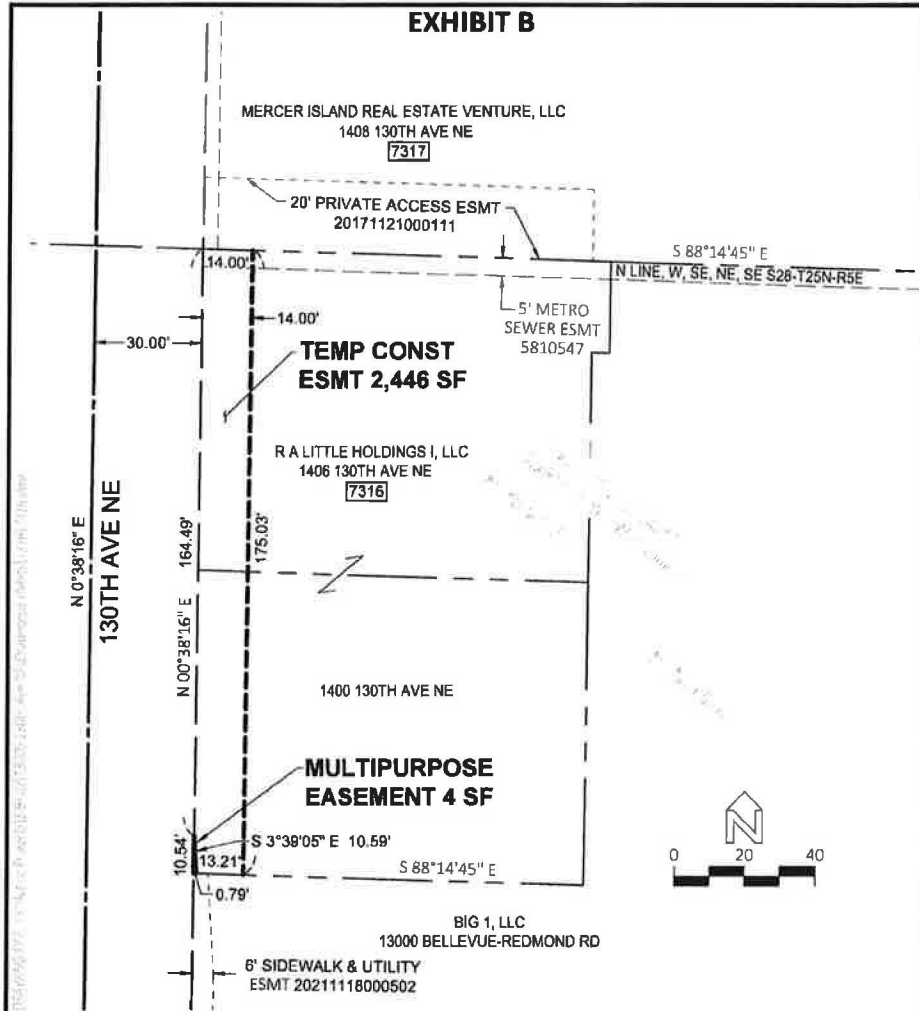 EXHIBIT B
MERCER ISLAND REAL ESTATE VENTURE, LLC
1408 130TH AVE NE
7317
20' PRIVATE ACCESS ESMT
20171121000111
S 88°14'45" E
N LINE, W, SE, NE, SE S28-T25N-R5E
14.00'
14.00'
30.00'
5' METRO
SEWER ESMT
5810547
TEMP CONST
ESMT 2,446 SF
R A LITTLE HOLDINGS I, LLC
1406 130TH AVE NE
7316
N 0°38'16" E
130TH AVE NE
164.49'
175.03'
N 00°38'16" E
1400 130TH AVE NE
MULTIPURPOSE
EASEMENT 4 SF
S 3°39'05" E 10.59'
10.54'
13.21'
S 88°14'45" E
0.79'
N
0 20 40
BIG 1, LLC
13000 BELLEVUE-REDMOND RD
6' SIDEWALK & UTILITY
ESMT 20211118000502